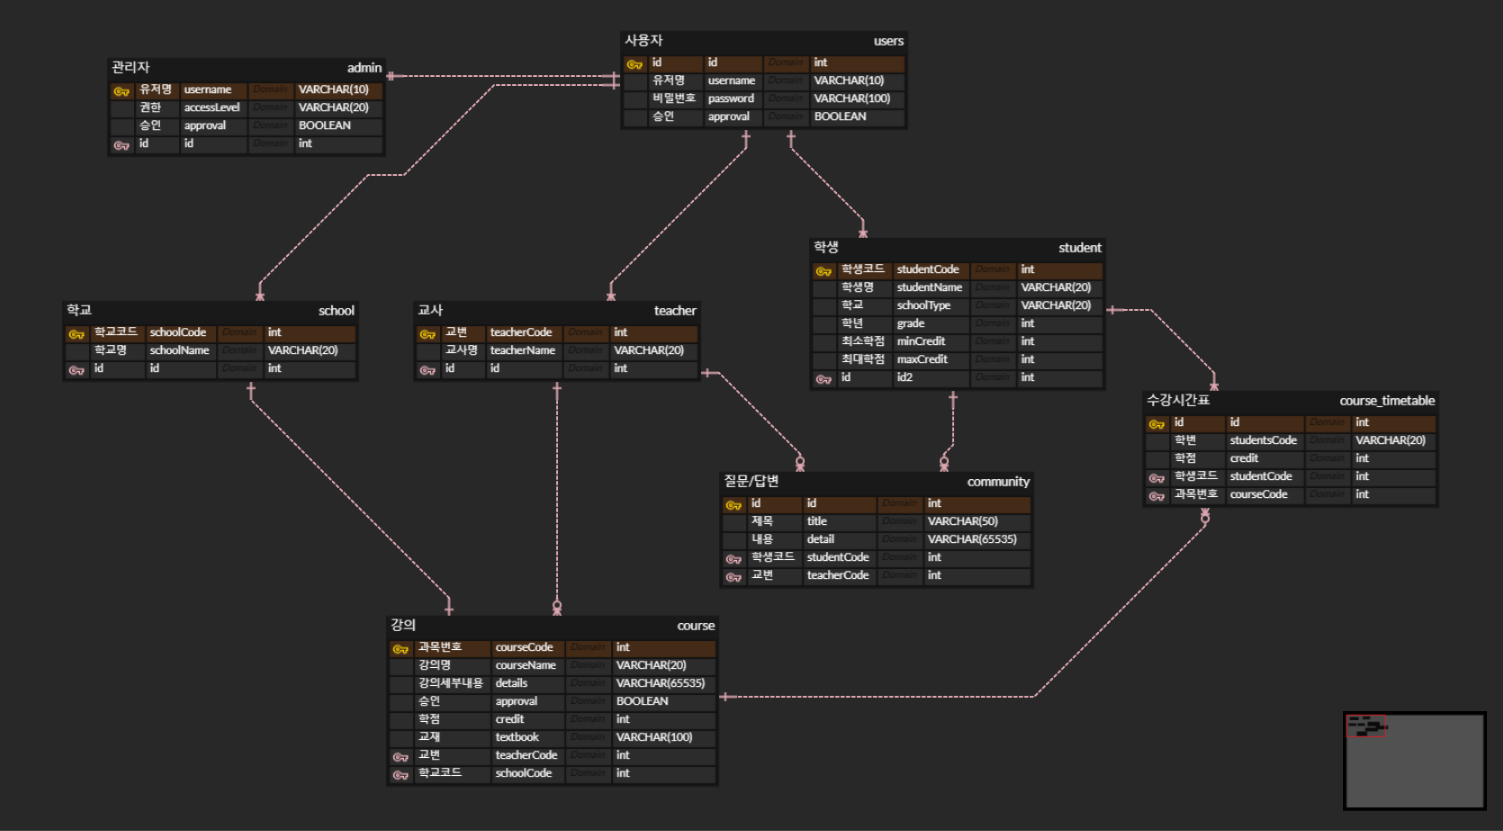 사용자 users
id id Domain int
유저명 username Domain VARCHAR(10)
비밀번호 password Domain VARCHAR(100)
승인 approval Domain BOOLEAN
관리자 admin
유저명 username Domain VARCHAR(10)
권한 accessLevel Domain VARCHAR(20)
승인 approval Domain BOOLEAN
id id Domain int
학생 student
학생코드 studentCode Domain int
학생명 studentName Domain VARCHAR(20)
학교 schoolType Domain VARCHAR(20)
학년 grade Domain int
최소학점 minCredit Domain int
최대학점 maxCredit Domain int
id id2 Domain int
학교 school
학교코드 schoolCode Domain int
학교명 schoolName Domain VARCHAR(20)
id id Domain int
교사 teacher
교번 teacherCode Domain int
교사명 teacherName Domain VARCHAR(20)
id id Domain int
수강시간표 course_timetable
id id Domain int
학번 studentsCode Domain VARCHAR(20)
학점 credit Domain int
학생코드 studentCode Domain int
과목번호 courseCode Domain int
질문/답변 community
id id Domain int
제목 title Domain VARCHAR(50)
내용 detail Domain VARCHAR(65535)
학생코드 studentCode Domain int
교번 teacherCode Domain int
강의 course
과목번호 courseCode Domain int
강의명 courseName Domain VARCHAR(20)
강의세부내용 details Domain VARCHAR(65535)
승인 approval Domain BOOLEAN
학점 credit Domain int
교재 textbook Domain VARCHAR(100)
교번 teacherCode Domain int
학교코드 schoolCode Domain int